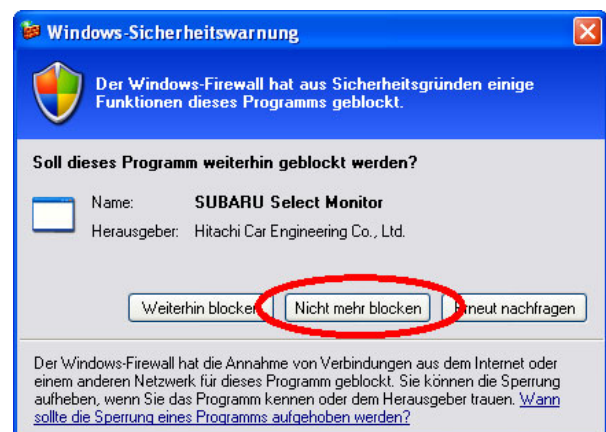 Windows-Sicherheitswarnung
Der Windows-Firewall hat aus Sicherheitsgründen einige
Funktionen dieses Programms geblockt.
Soll dieses Programm weiterhin geblockt werden?
Name: SUBARU Select Monitor
Herausgeber: Hitachi Car Engineering Co., Ltd.
Weiterhin blocken Nicht mehr blocken Erneut nachfragen
Der Windows-Firewall hat die Annahme von Verbindungen aus dem Internet oder
einem anderen Netzwerk für dieses Programm geblockt. Sie können die Sperrung
aufheben, wenn Sie das Programm kennen oder dem Herausgeber trauen. Wann
sollte die Sperrung eines Programms aufgehoben werden?